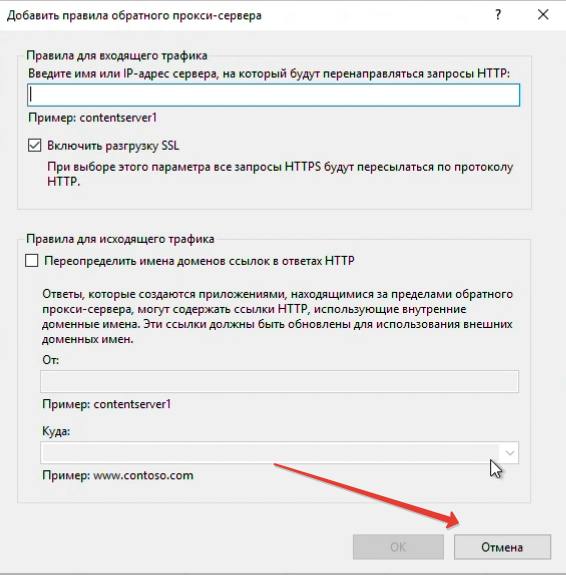 Добавить правила обратного прокси-сервера
?
Правила для входящего трафика
Введите имя или IP-адрес сервера, на который будут перенаправляться запросы HTTP:
Пример: contentserver1
Включить разгрузку SSL
При выборе этого параметра все запросы HTTPS будут пересылаться по протоколу
HTTP.
Правила для исходящего трафика
Переопределить имена доменов ссылок в ответах HTTP
Ответы, которые создаются приложениями, находящимися за пределами обратного
прокси-сервера, могут содержать ссылки HTTP, использующие внутренние
доменные имена. Эти ссылки должны быть обновлены для использования внешних
доменных имен.
От:
Пример: contentserver1
Куда:
Пример: www.contoso.com
ОК
Отмена